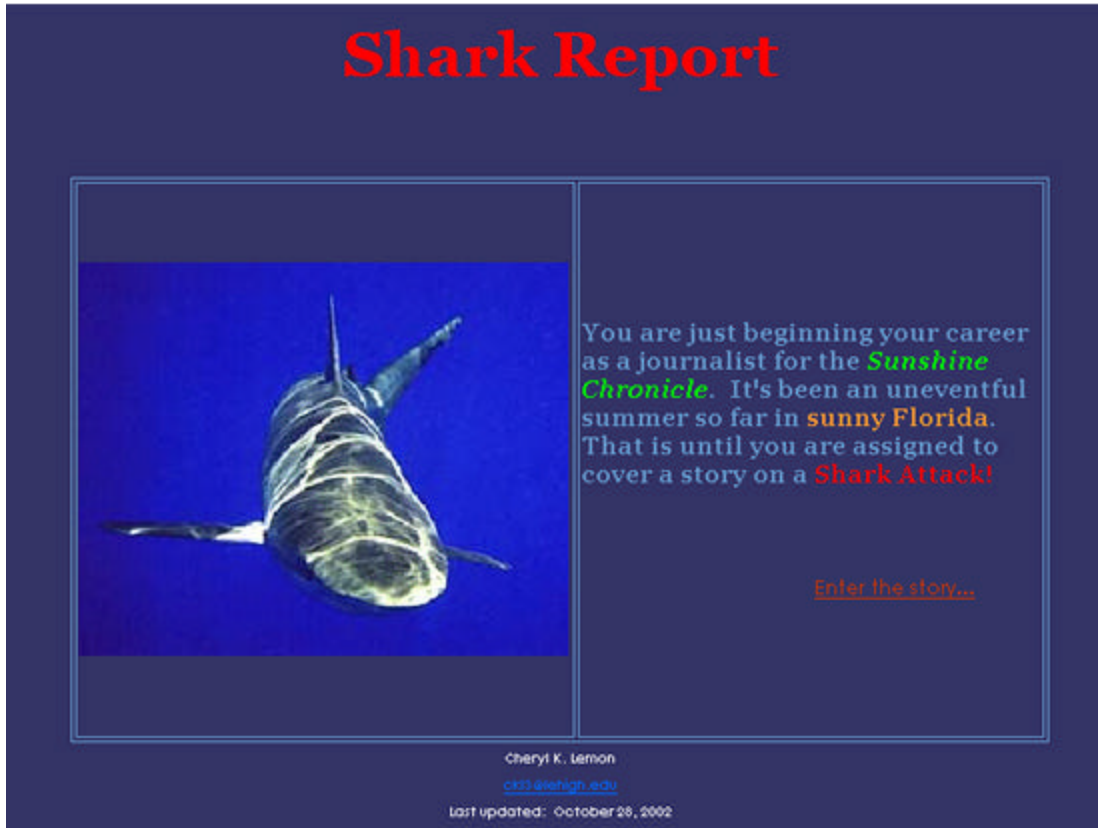 Shark Report
You are just beginning your career
as a journalist for the Sunshine
Chronicle.  It's been an uneventful
summer so far in sunny Florida.
That is until you are assigned to
cover a story on a Shark Attack!
Enter the story...
Cheryl K. Lemon
Last updated:  October 28, 2002